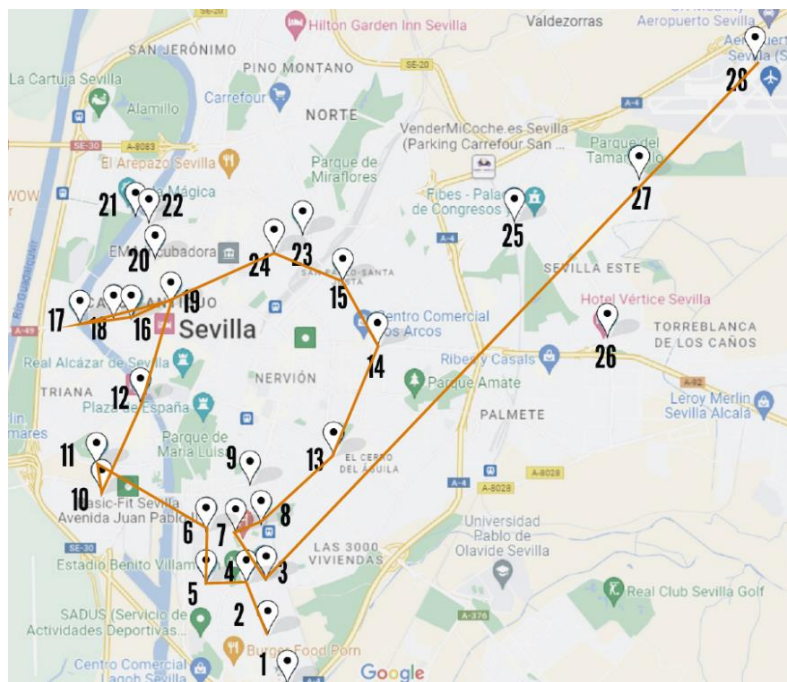 Hilton Garden Inn Sevilla
Valdezorras
Aeropuerto Sevilla
SAN JERÓNIMO
PINO MONTANO
SE-20
28
La Cartuja Sevilla
Alamillo
Carrefour
NORTE
A-4
VenderMiCoche.es Sevilla
(Parking Carrefour San ...
SE-30
A-8083
El Arepazo Sevilla
Parque de
Miraflores
Parque del
27
21
22
Mágica
Fibes - Palac
de Congresos
25
20
23
24
A-4
SEVILLA ESTE
15
17
18
16
19
Hotel Vértice Sevilla
26
TORREBLANCA
DE LOS CAÑOS
Sevilla
Centro Comercial
Los Arcos
14
Real Alcázar de Sevilla
12
NERVIÓN
Ribes y Casals
Parque Amate
A-92
TRIANA
Plaza de España
Leroy Merlin
Sevilla Alcalá
PALMETE
Parque de
María Luisa
11
9
13
EL CERRO
DEL ÁGUILA
A-4
A-8028
A-8028
10
Basic-Fit Sevilla
Avenida Juan Pablo II
6
7
8
Universidad
Pablo de
Olavide Sevilla
SE-30
Estadio Benito Villamarín
4
3
LAS 3000
VIVIENDAS
5
Real Club Sevilla Golf
SADUS (Servicio de
Actividades Deportivas...
2
A-376
1
Burger Food Porn
Centro Comercial
Lagoh Sevilla
Google
A-4